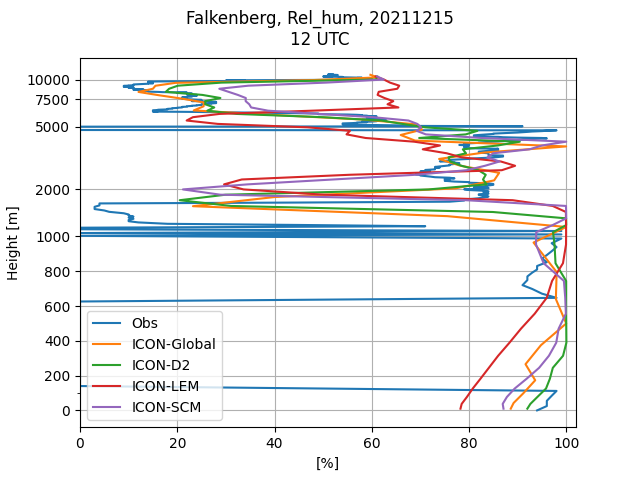 Falkenberg, Rel_hum, 20211215
12 UTC
10000
7500
5000
2000
1000
800
600
400
200
0
Height [m]
Obs
ICON-Global
ICON-D2
ICON-LEM
ICON-SCM
0 20 40 60 80 100
[%]